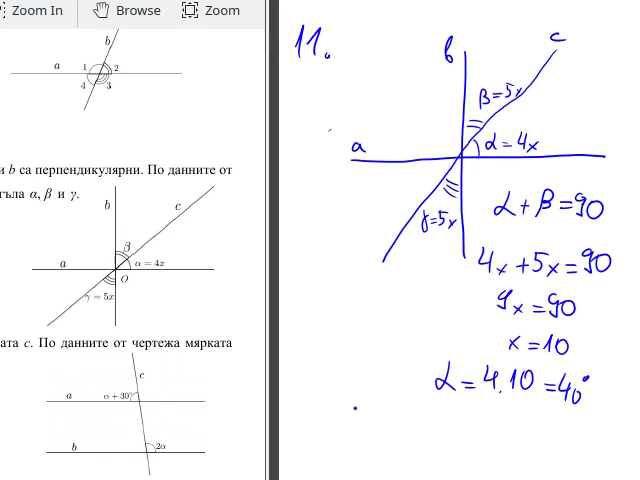 Zoom In Browse Zoom
b
a 1 2
4 3
и b са перпендикулярни. По данните от
гъла α, β и γ.
b c
β
a α = 4x
O
γ = 5x
ата c. По данните от чертежа мярката
c
a α + 30°
b 2α
11.
в c
β=5x
a α=4x
γ=5x
α+β=90
4x+5x=90
9x=90
x=10
α=4.10=40°